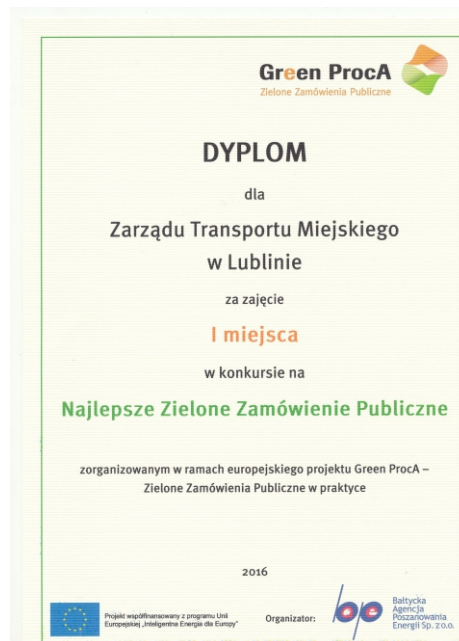 Green ProcA
Zielone Zamówienia Publiczne
DYPLOM
dla
Zarządu Transportu Miejskiego
w Lublinie
za zajęcie
I miejsca
w konkursie na
Najlepsze Zielone Zamówienie Publiczne
zorganizowanym w ramach europejskiego projektu Green ProcA –
Zielone Zamówienia Publiczne w praktyce
2016
Projekt współfinansowany z programu Unii
Europejskiej „Inteligentna Energia dla Europy"
Organizator:
bape
Bałtycka
Agencja
Poszanowania
Energii Sp. z o.o.